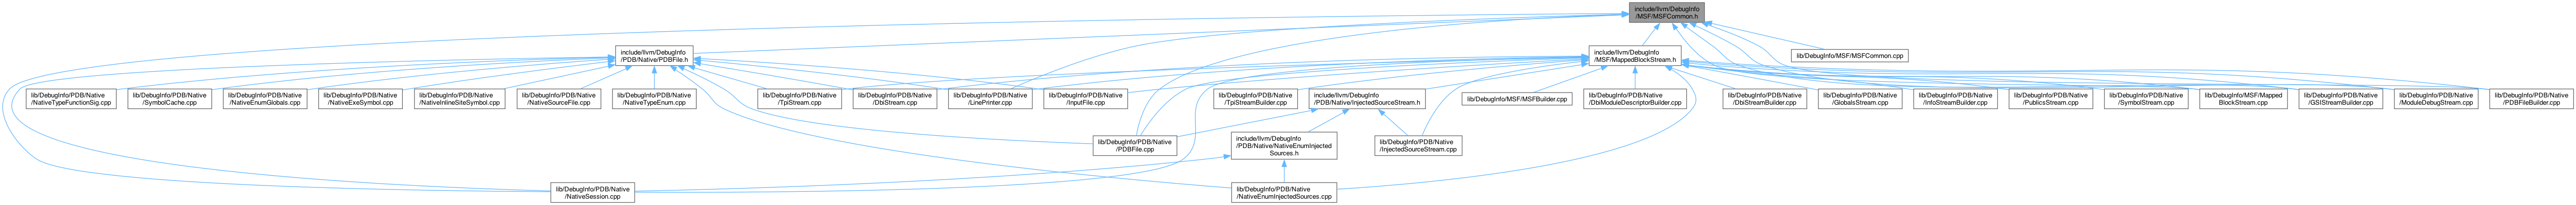 include/llvm/DebugInfo
/MSF/MSFCommon.h
include/llvm/DebugInfo
/PDB/Native/PDBFile.h
include/llvm/DebugInfo
/MSF/MappedBlockStream.h
lib/DebugInfo/MSF/MSFCommon.cpp
lib/DebugInfo/PDB/Native
/NativeTypeFunctionSig.cpp
lib/DebugInfo/PDB/Native
/SymbolCache.cpp
lib/DebugInfo/PDB/Native
/NativeEnumGlobals.cpp
lib/DebugInfo/PDB/Native
/NativeExeSymbol.cpp
lib/DebugInfo/PDB/Native
/NativeInlineSiteSymbol.cpp
lib/DebugInfo/PDB/Native
/NativeSourceFile.cpp
lib/DebugInfo/PDB/Native
/NativeTypeEnum.cpp
lib/DebugInfo/PDB/Native
/TpiStream.cpp
lib/DebugInfo/PDB/Native
/DbiStream.cpp
lib/DebugInfo/PDB/Native
/LinePrinter.cpp
lib/DebugInfo/PDB/Native
/InputFile.cpp
lib/DebugInfo/PDB/Native
/TpiStreamBuilder.cpp
include/llvm/DebugInfo
/PDB/Native/InjectedSourceStream.h
lib/DebugInfo/MSF/MSFBuilder.cpp
lib/DebugInfo/PDB/Native
/DbiModuleDescriptorBuilder.cpp
lib/DebugInfo/PDB/Native
/DbiStreamBuilder.cpp
lib/DebugInfo/PDB/Native
/GlobalsStream.cpp
lib/DebugInfo/PDB/Native
/InfoStreamBuilder.cpp
lib/DebugInfo/PDB/Native
/PublicsStream.cpp
lib/DebugInfo/PDB/Native
/SymbolStream.cpp
lib/DebugInfo/MSF/Mapped
BlockStream.cpp
lib/DebugInfo/PDB/Native
/GSIStreamBuilder.cpp
lib/DebugInfo/PDB/Native
/ModuleDebugStream.cpp
lib/DebugInfo/PDB/Native
/PDBFileBuilder.cpp
lib/DebugInfo/PDB/Native
/PDBFile.cpp
include/llvm/DebugInfo
/PDB/Native/NativeEnumInjected
Sources.h
lib/DebugInfo/PDB/Native
/InjectedSourceStream.cpp
lib/DebugInfo/PDB/Native
/NativeSession.cpp
lib/DebugInfo/PDB/Native
/NativeEnumInjectedSources.cpp